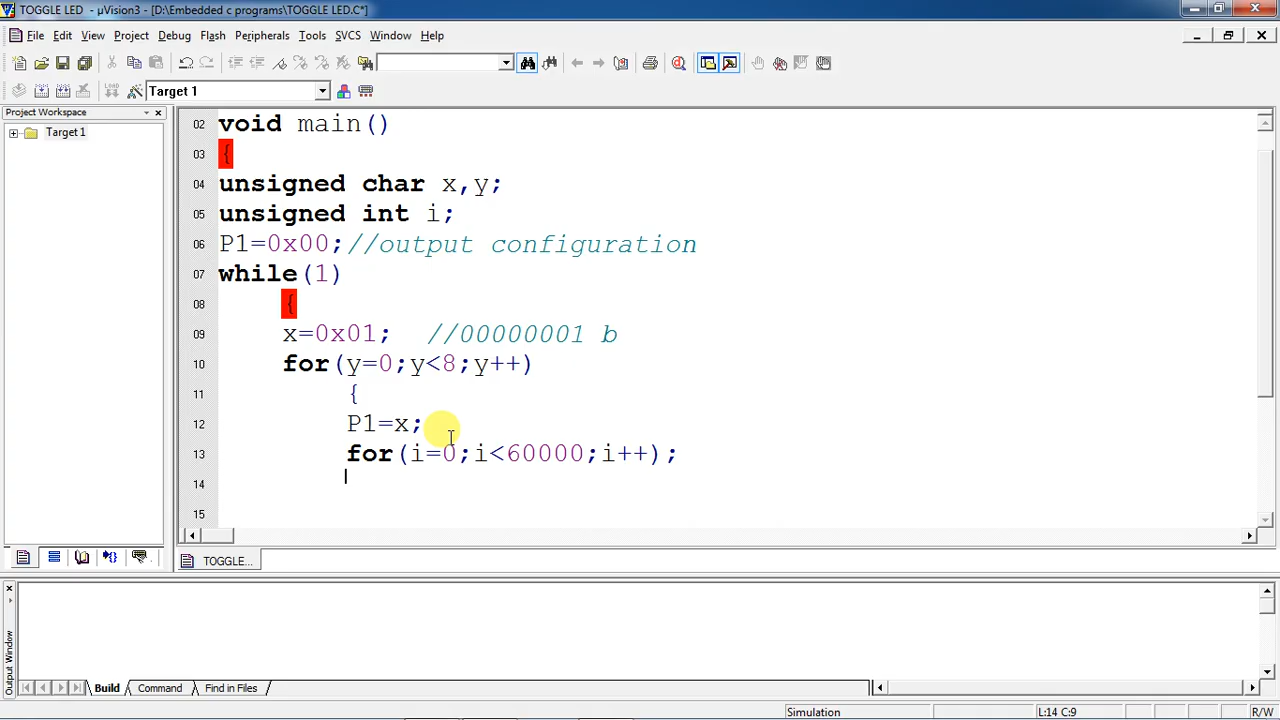 TOGGLE LED - µVision3 - [D:\Embedded c programs\TOGGLE LED.C*]
File Edit View Project Debug Flash Peripherals Tools SVCS Window Help
LOAD Target 1
Project Workspace
Target 1
02 void main()
03 {
04 unsigned char x,y;
05 unsigned int i;
06 P1=0x00;//output configuration
07 while(1)
08 {
09 x=0x01; //00000001 b
10 for(y=0;y<8;y++)
11 {
12 P1=x;
13 for(i=0;i<60000;i++);
14
15
TOGGLE...
Output Window
Build Command Find in Files
Simulation L:14 C:9 R/W